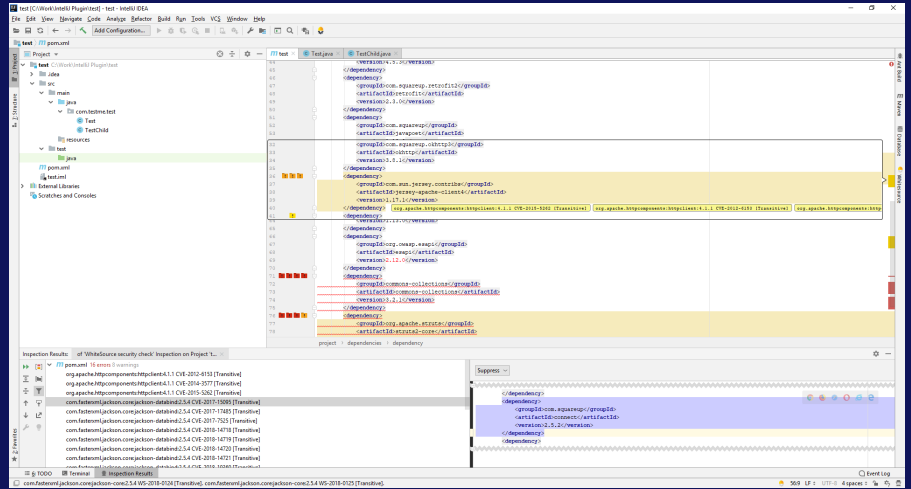 test [C:\Work\IntelliJ Plugin\test] - test - IntelliJ IDEA
File Edit View Navigate Code Analyze Refactor Build Run Tools VCS Window Help
Add Configuration...
test pom.xml
Project
test Test.java TestChild.java
1: Project
Z: Structure
2: Favorites
Ant Build
Maven
Database
Whitesource
test C:\Work\IntelliJ Plugin\test
.idea
src
main
java
com.testme.test
Test
TestChild
resources
test
java
pom.xml
test.iml
External Libraries
Scratches and Consoles
<version>4.5.3</version>
</dependency>
<dependency>
<groupId>com.squareup.retrofit2</groupId>
<artifactId>retrofit</artifactId>
<version>2.3.0</version>
</dependency>
<dependency>
<groupId>com.squareup</groupId>
<artifactId>javapoet</artifactId>
<groupId>com.squareup.okhttp3</groupId>
<artifactId>okhttp</artifactId>
<version>3.8.1</version>
</dependency>
<dependency>
<groupId>com.sun.jersey.contribs</groupId>
<artifactId>jersey-apache-client4</artifactId>
<version>1.17.1</version>
</dependency> org.apache.httpcomponents:httpclient:4.1.1 CVE-2015-5262 [Transitive] org.apache.httpcomponents:httpclient:4.1.1 CVE-2012-6153 [Transitive] org.apache.httpcomponents:http
<dependency>
<version>1.13.0</version>
</dependency>
<dependency>
<groupId>org.owasp.esapi</groupId>
<artifactId>esapi</artifactId>
<version>2.12.0</version>
</dependency>
<dependency>
<groupId>commons-collections</groupId>
<artifactId>commons-collections</artifactId>
<version>3.2.1</version>
</dependency>
<dependency>
<groupId>org.apache.struts</groupId>
<artifactId>struts2-core</artifactId>
project dependencies dependency
Inspection Results of 'WhiteSource security check' Inspection on Project 't...
pom.xml 16 errors 8 warnings
org.apache.httpcomponents:httpclient:4.1.1 CVE-2012-6153 [Transitive]
org.apache.httpcomponents:httpclient:4.1.1 CVE-2014-3577 [Transitive]
org.apache.httpcomponents:httpclient:4.1.1 CVE-2015-5262 [Transitive]
com.fasterxml.jackson.core:jackson-databind:2.5.4 CVE-2017-15095 [Transitive]
com.fasterxml.jackson.core:jackson-databind:2.5.4 CVE-2017-17485 [Transitive]
com.fasterxml.jackson.core:jackson-databind:2.5.4 CVE-2017-7525 [Transitive]
com.fasterxml.jackson.core:jackson-databind:2.5.4 CVE-2018-14718 [Transitive]
com.fasterxml.jackson.core:jackson-databind:2.5.4 CVE-2018-14719 [Transitive]
com.fasterxml.jackson.core:jackson-databind:2.5.4 CVE-2018-14720 [Transitive]
com.fasterxml.jackson.core:jackson-databind:2.5.4 CVE-2018-14721 [Transitive]
Suppress
</dependency>
<dependency>
<groupId>com.squareup</groupId>
<artifactId>connect</artifactId>
<version>2.5.2</version>
</dependency>
<dependency>
6: TODO Terminal Inspection Results Event Log
com.fasterxml.jackson.core:jackson-core:2.5.4 WS-2018-0124 [Transitive]. com.fasterxml.jackson.core:jackson-core:2.5.4 WS-2018-0125 [Transitive]. 56:9 LF UTF-8 4 spaces